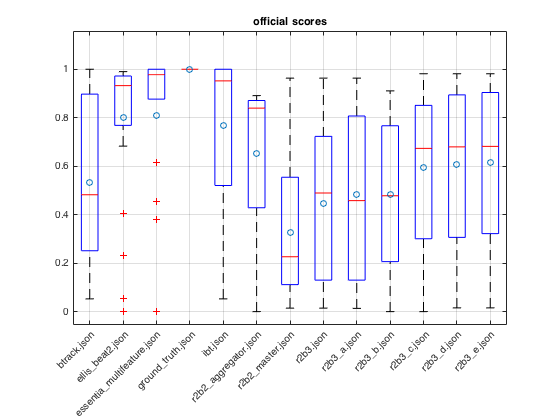 official scores
1
0.8
0.6
0.4
0.2
0
btrack.json
ellis_beat2.json
essentia_multifeature.json
ground_truth.json
ibt.json
r2b2_aggregator.json
r2b2_master.json
r2b3.json
r2b3_a.json
r2b3_b.json
r2b3_c.json
r2b3_d.json
r2b3_e.json